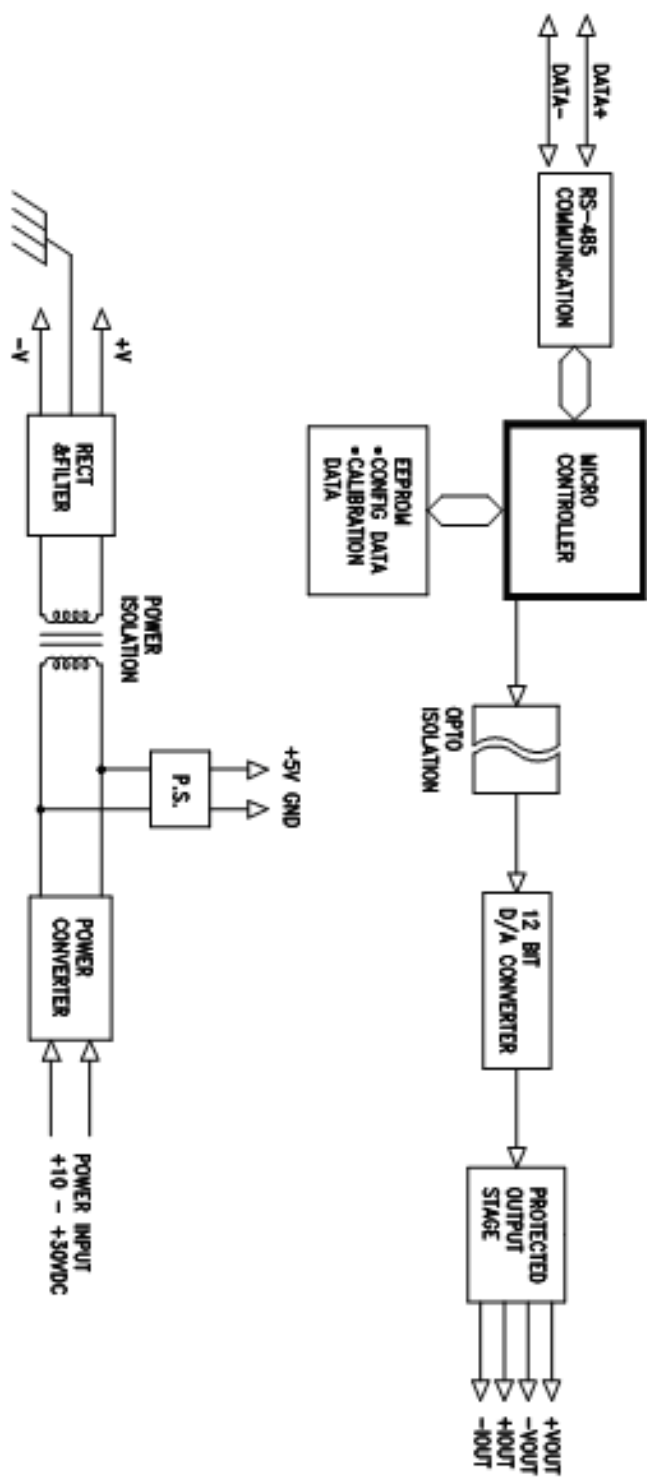 DATA+
DATA-
RS-485
COMMUNICATION
MICRO
CONTROLLER
EEPROM
•CONFIG DATA
•CALIBRATION
DATA
OPTO
ISOLATION
12 BIT
D/A CONVERTER
PROTECTED
OUTPUT
STAGE
+VOUT
-VOUT
+IOUT
-IOUT
+V
-V
RECT
&FILTER
POWER
ISOLATION
+5V GND
P.S.
POWER
CONVERTER
POWER INPUT
+10 - +30VDC